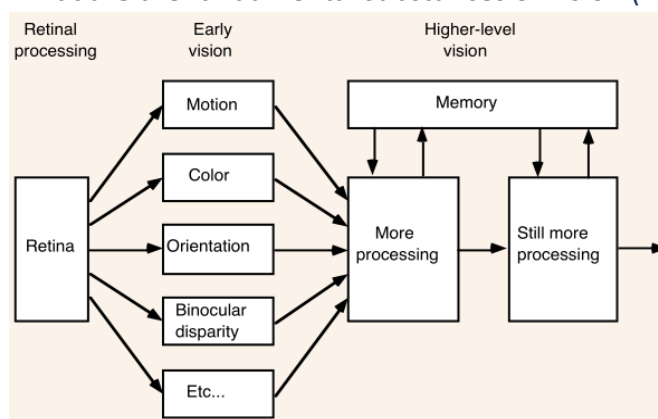 Retinal
processing
Early
vision
Higher-level
vision
Motion
Memory
Color
Retina
Orientation
More
processing
Still more
processing
Binocular
disparity
Etc...